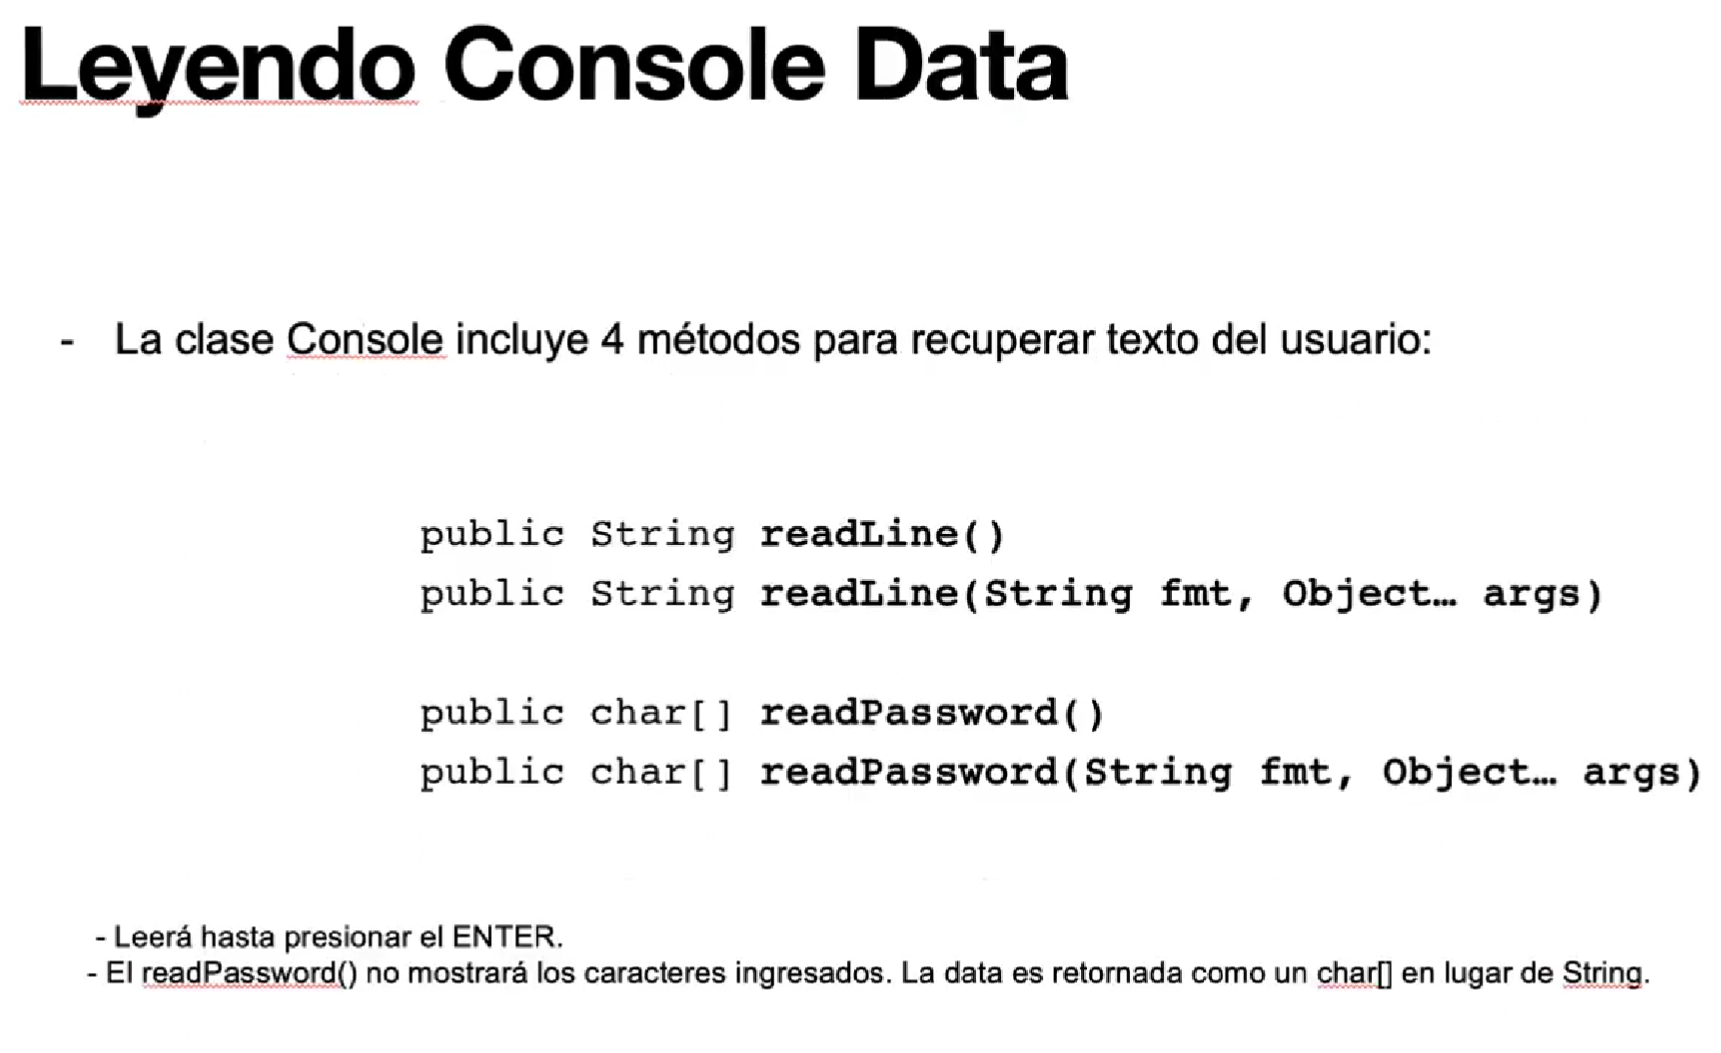 Leyendo Console Data
- La clase Console incluye 4 métodos para recuperar texto del usuario:
public String readLine()
public String readLine(String fmt, Object… args)
public char[] readPassword()
public char[] readPassword(String fmt, Object… args)
- Leerá hasta presionar el ENTER.
- El readPassword() no mostrará los caracteres ingresados. La data es retornada como un char[] en lugar de String.